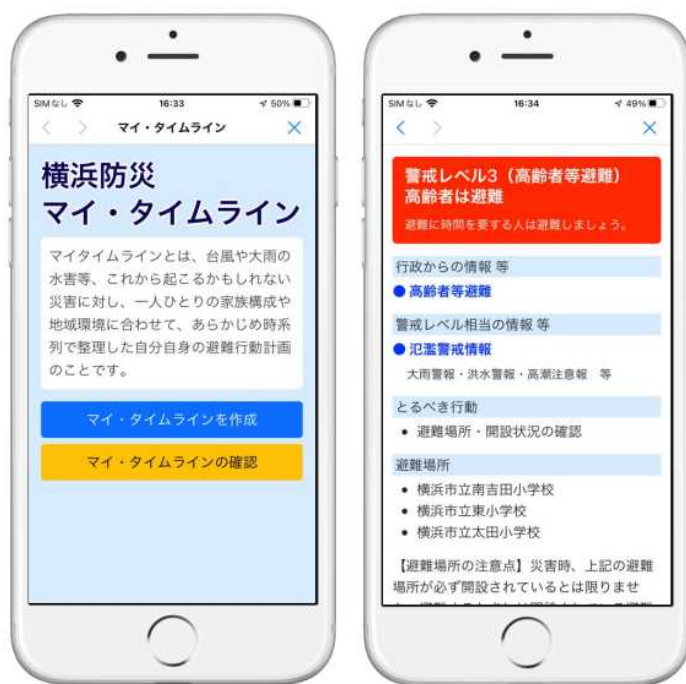 SIMなし 16:33 50%
マイ・タイムライン
横浜防災
マイ・タイムライン
マイタイムラインとは、台風や大雨の
水害等、これから起こるかもしれない
災害に対し、一人ひとりの家族構成や
地域環境に合わせて、あらかじめ時系
列で整理した自分自身の避難行動計画
のことです。
マイ・タイムラインを作成
マイ・タイムラインの確認
SIMなし 16:34 49%
警戒レベル3（高齢者等避難）
高齢者は避難
避難に時間を要する人は避難しましょう。
行政からの情報 等
● 高齢者等避難
警戒レベル相当の情報 等
● 氾濫警戒情報
大雨警報・洪水警報・高潮注意報　等
とるべき行動
• 避難場所・開設状況の確認
避難場所
• 横浜市立南吉田小学校
• 横浜市立東小学校
• 横浜市立太田小学校
【避難場所の注意点】災害時、上記の避難
場所が必ず開設されているとは限りませ